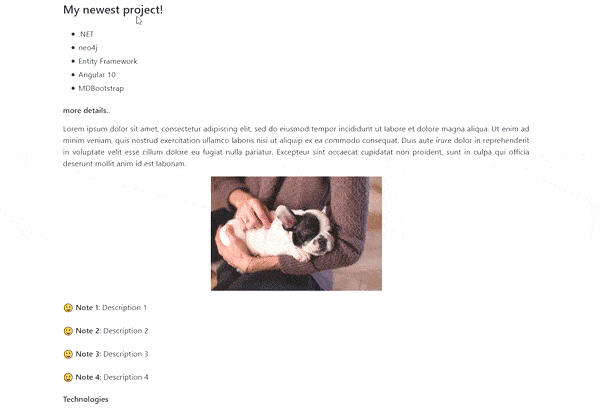 My newest project!
.NET
neo4j
Entity Framework
Angular 10
MDBootstrap
more details..
Lorem ipsum dolor sit amet, consectetur adipiscing elit, sed do eiusmod tempor incididunt ut labore et dolore magna aliqua. Ut enim ad
minim veniam, quis nostrud exercitation ullamco laboris nisi ut aliquip ex ea commodo consequat. Duis aute irure dolor in reprehenderit
in voluptate velit esse cillum dolore eu fugiat nulla pariatur. Excepteur sint occaecat cupidatat non proident, sunt in culpa qui officia
deserunt mollit anim id est laborum.
Note 1: Description 1
Note 2: Description 2
Note 3: Description 3
Note 4: Description 4
Technologies